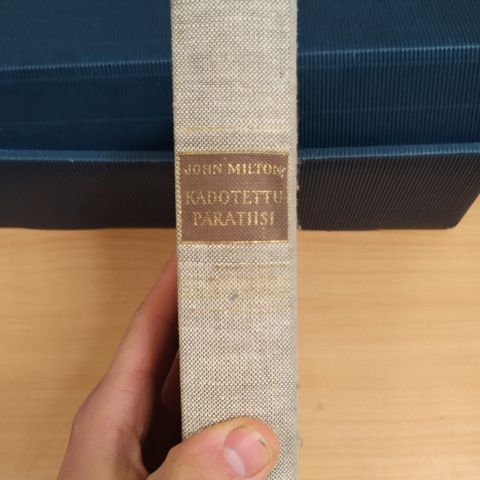 JOHN MILTON:
KADOTETTU
PARATIISI